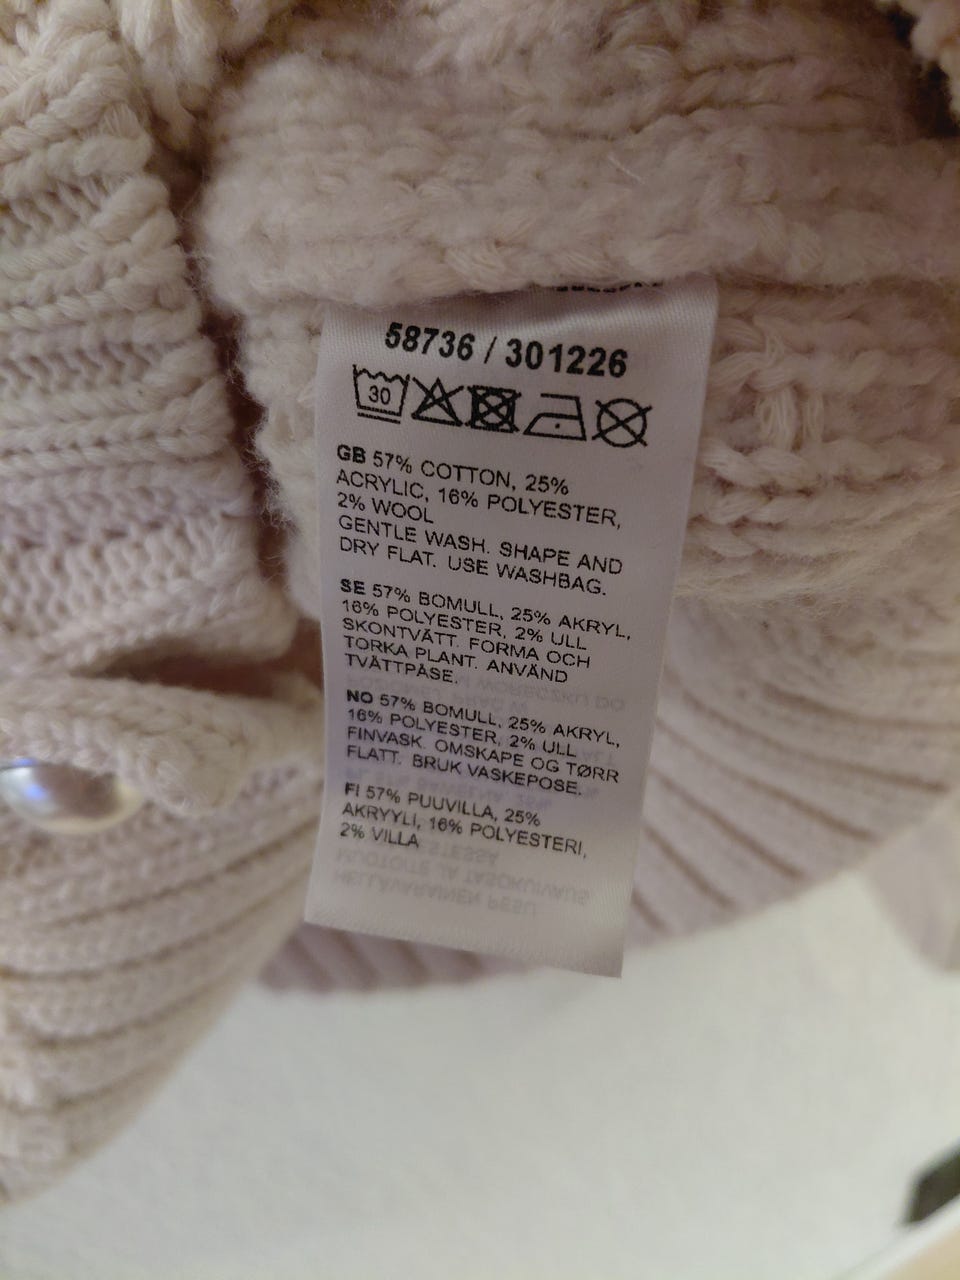 58736 / 301226
30
GB 57% COTTON, 25%
ACRYLIC, 16% POLYESTER,
2% WOOL
GENTLE WASH. SHAPE AND
DRY FLAT. USE WASHBAG.
SE 57% BOMULL, 25% AKRYL,
16% POLYESTER, 2% ULL
SKONTVÄTT. FORMA OCH
TORKA PLANT. ANVÄND
TVÄTTPÅSE.
NO 57% BOMULL, 25% AKRYL,
16% POLYESTER, 2% ULL
FINVASK. OMSKAPE OG TØRR
FLATT. BRUK VASKEPOSE.
FI 57% PUUVILLA, 25%
AKRYYLI, 16% POLYESTERI,
2% VILLA